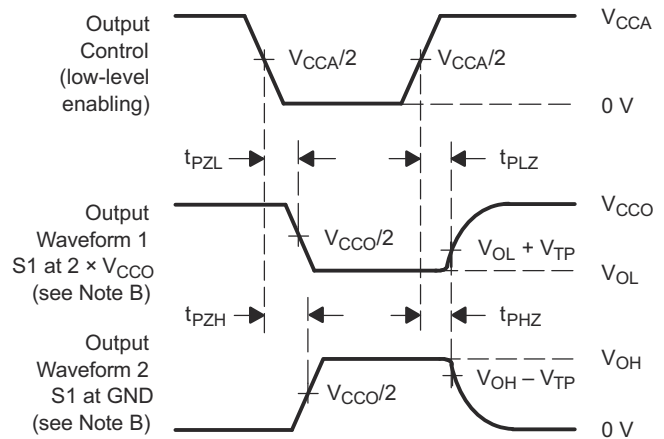 Output
Control
(low-level
enabling)
V_CCA/2
V_CCA/2
V_CCA
0 V
t_PZL
t_PLZ
Output
Waveform 1
S1 at 2 × V_CCO
(see Note B)
V_CCO/2
V_CCO
V_OL + V_TP
V_OL
t_PZH
t_PHZ
Output
Waveform 2
S1 at GND
(see Note B)
V_CCO/2
V_OH
V_OH – V_TP
0 V